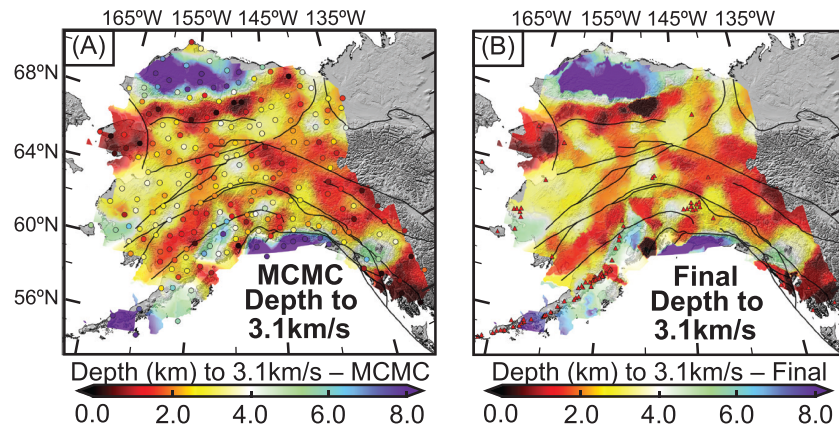 165ºW 155ºW 145ºW 135ºW
165ºW 155ºW 145ºW 135ºW
(A)
(B)
68ºN
64ºN
60ºN
56ºN
MCMC
Depth to
3.1km/s
Final
Depth to
3.1km/s
Depth (km) to 3.1km/s – MCMC
0.0 2.0 4.0 6.0 8.0
Depth (km) to 3.1km/s – Final
0.0 2.0 4.0 6.0 8.0